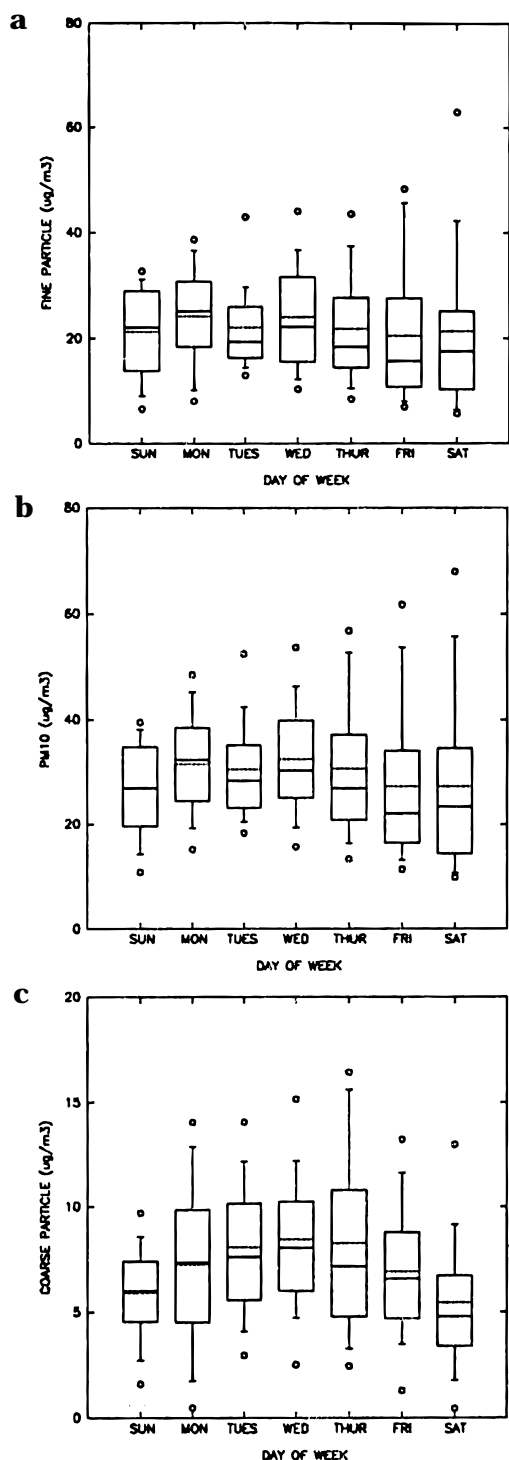 a
80
60
40
20
0
FINE PARTICLE (ug/m3)
SUN MON TUES WED THUR FRI SAT
DAY OF WEEK
b
80
60
40
20
0
PM10 (ug/m3)
SUN MON TUES WED THUR FRI SAT
DAY OF WEEK
c
20
15
10
5
0
COARSE PARTICLE (ug/m3)
SUN MON TUES WED THUR FRI SAT
DAY OF WEEK